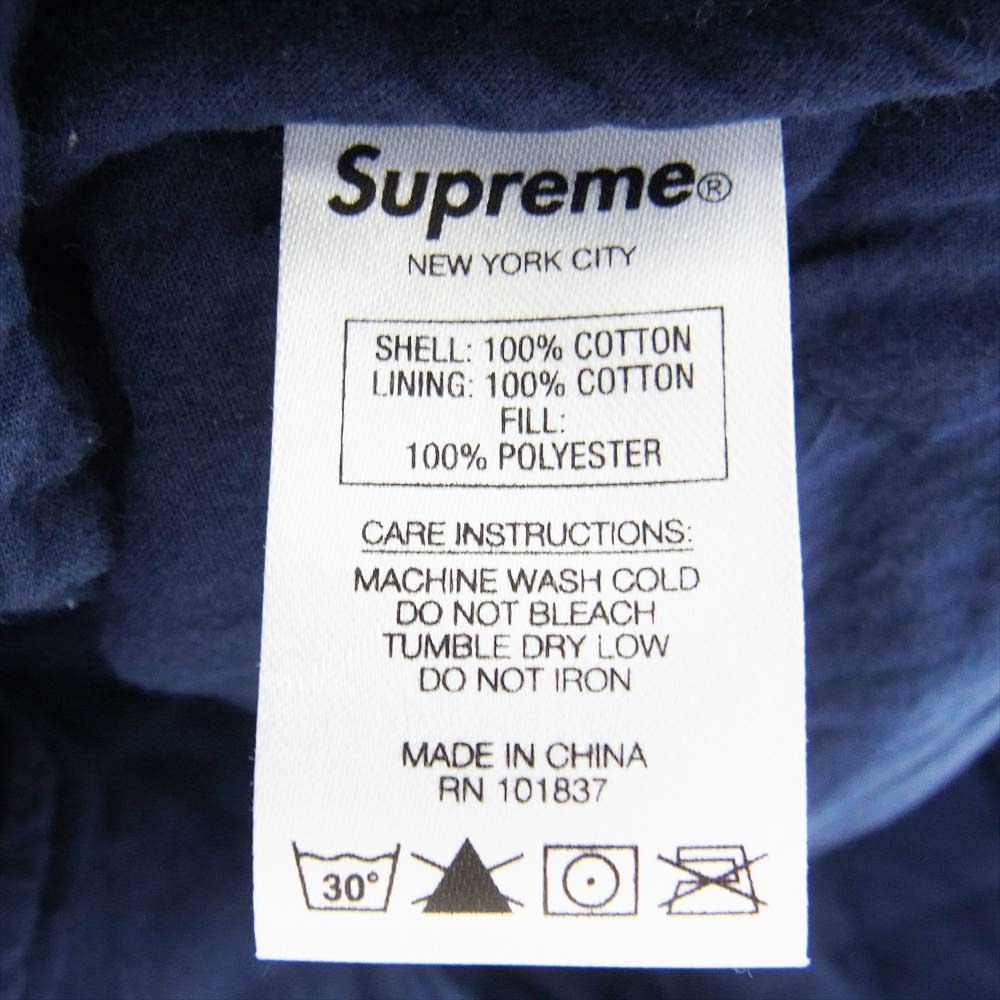 Supreme®
NEW YORK CITY
SHELL: 100% COTTON
LINING: 100% COTTON
FILL:
100% POLYESTER
CARE INSTRUCTIONS:
MACHINE WASH COLD
DO NOT BLEACH
TUMBLE DRY LOW
DO NOT IRON
MADE IN CHINA
RN 101837
30°